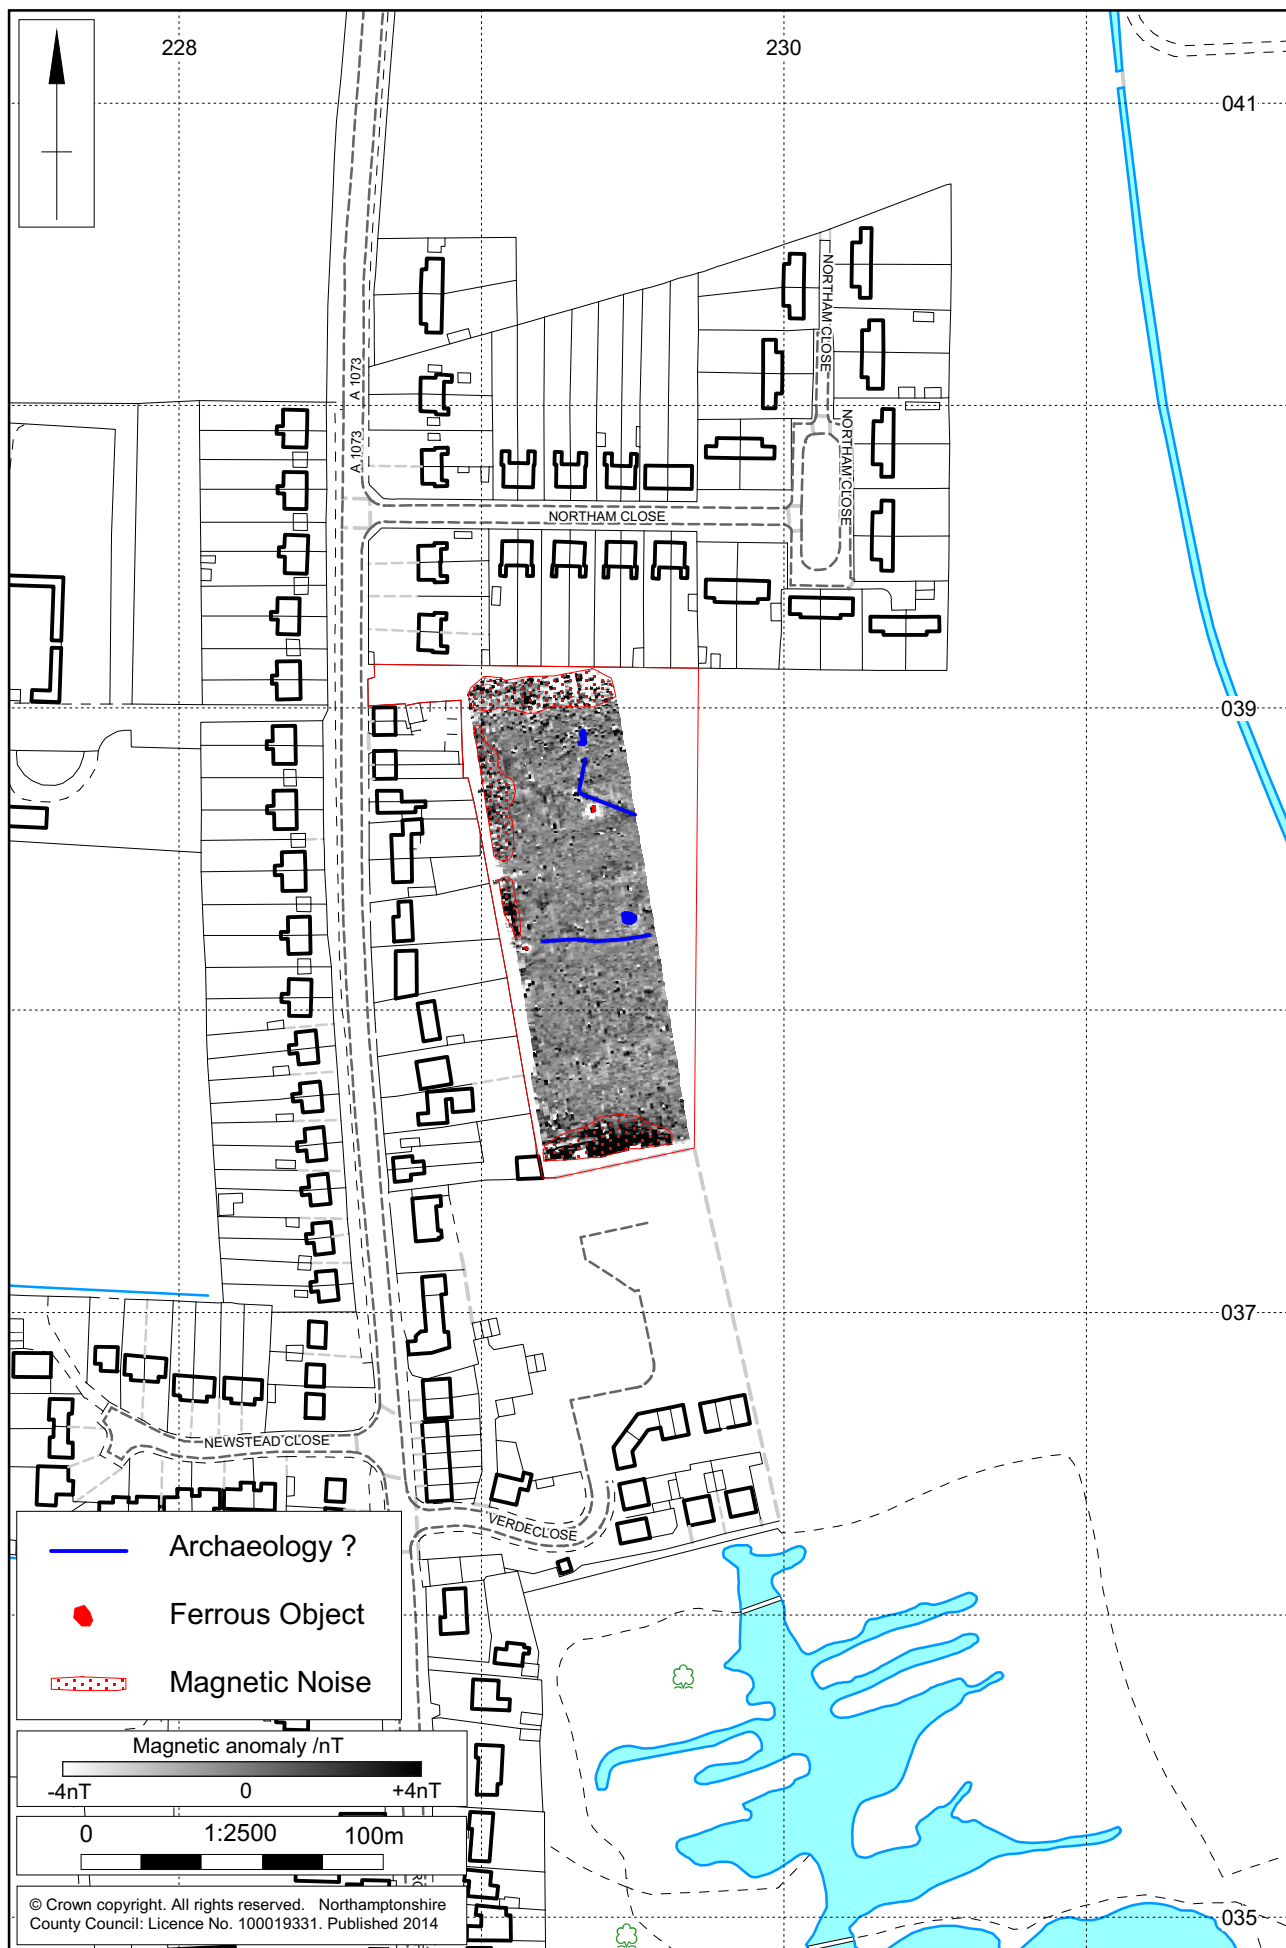 228
230
041
NORTHAM CLOSE
A 1073
A 1073
NORTHAM CLOSE
NORTHAM CLOSE
039
037
NEWSTEAD CLOSE
VERDECLOSE
Archaeology ?
Ferrous Object
Magnetic Noise
Magnetic anomaly /nT
-4nT 0 +4nT
0 1:2500 100m
© Crown copyright. All rights reserved. Northamptonshire
County Council: Licence No. 100019331. Published 2014
035